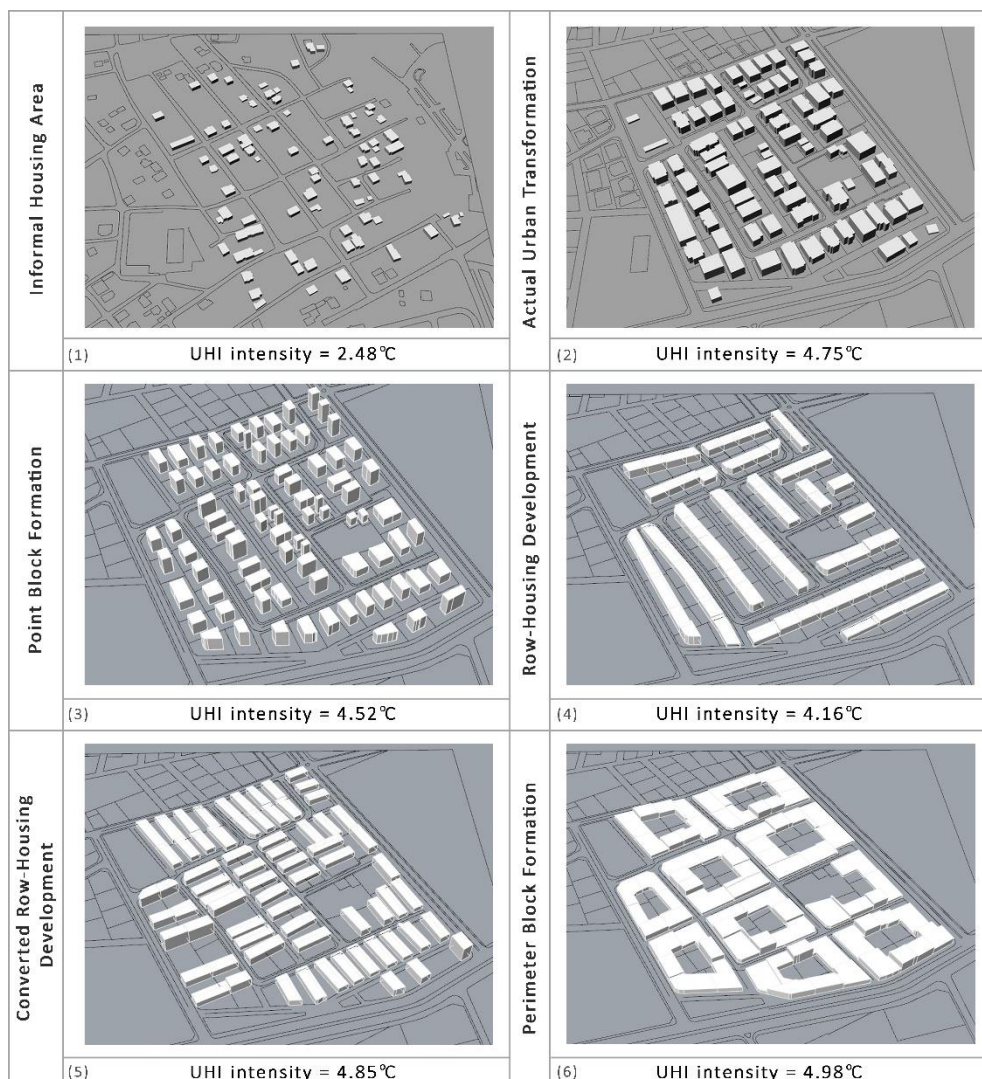 Informal Housing Area
(1) UHI intensity = 2.48℃
Actual Urban Transformation
(2) UHI intensity = 4.75℃
Point Block Formation
(3) UHI intensity = 4.52℃
Row-Housing Development
(4) UHI intensity = 4.16℃
Converted Row-Housing
Development
(5) UHI intensity = 4.85℃
Perimeter Block Formation
(6) UHI intensity = 4.98℃